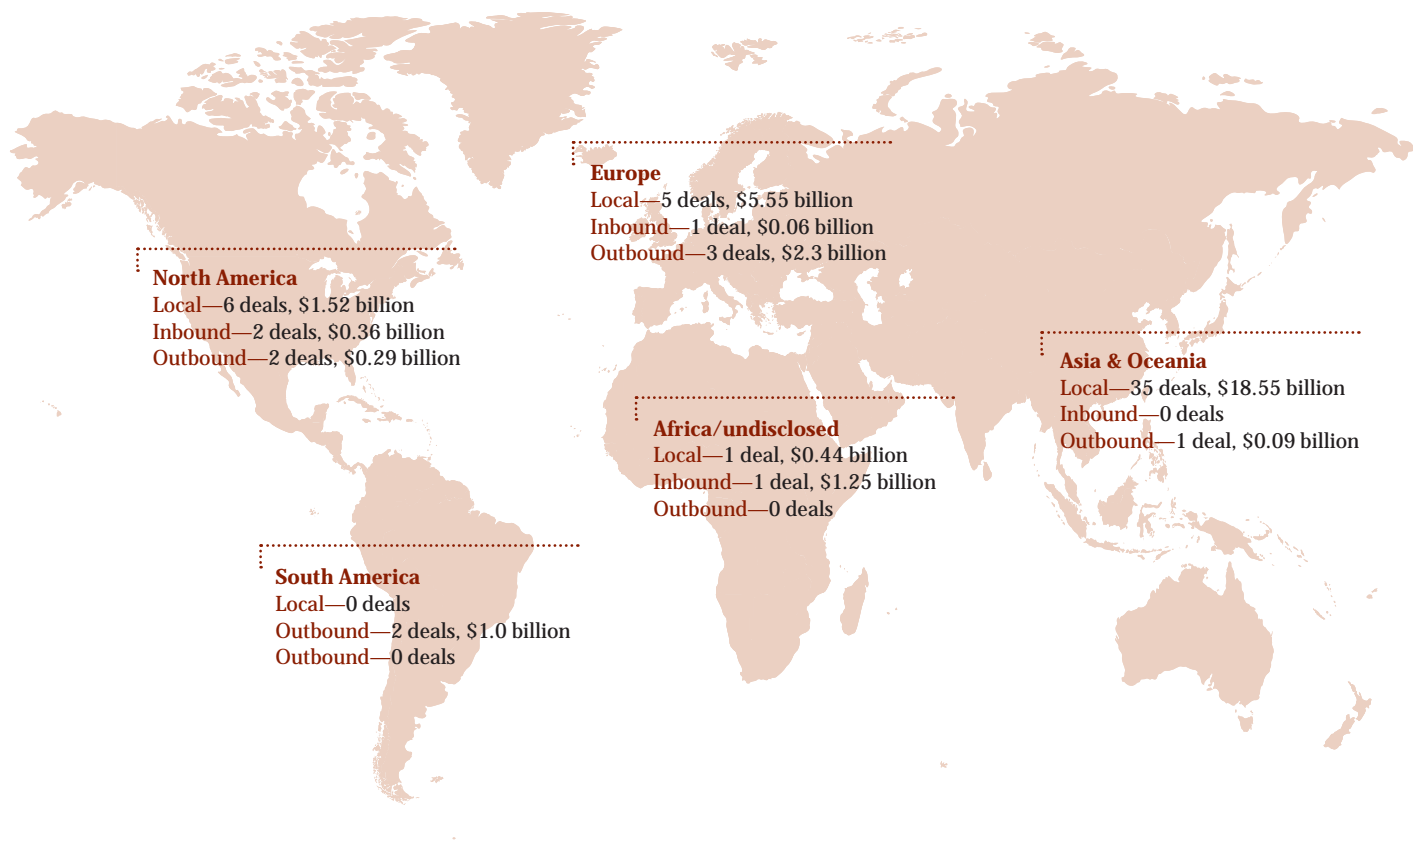 Europe
Local—5 deals, $5.55 billion
Inbound—1 deal, $0.06 billion
Outbound—3 deals, $2.3 billion
North America
Local—6 deals, $1.52 billion
Inbound—2 deals, $0.36 billion
Outbound—2 deals, $0.29 billion
Asia & Oceania
Local—35 deals, $18.55 billion
Inbound—0 deals
Outbound—1 deal, $0.09 billion
Africa/undisclosed
Local—1 deal, $0.44 billion
Inbound—1 deal, $1.25 billion
Outbound—0 deals
South America
Local—0 deals
Outbound—2 deals, $1.0 billion
Outbound—0 deals